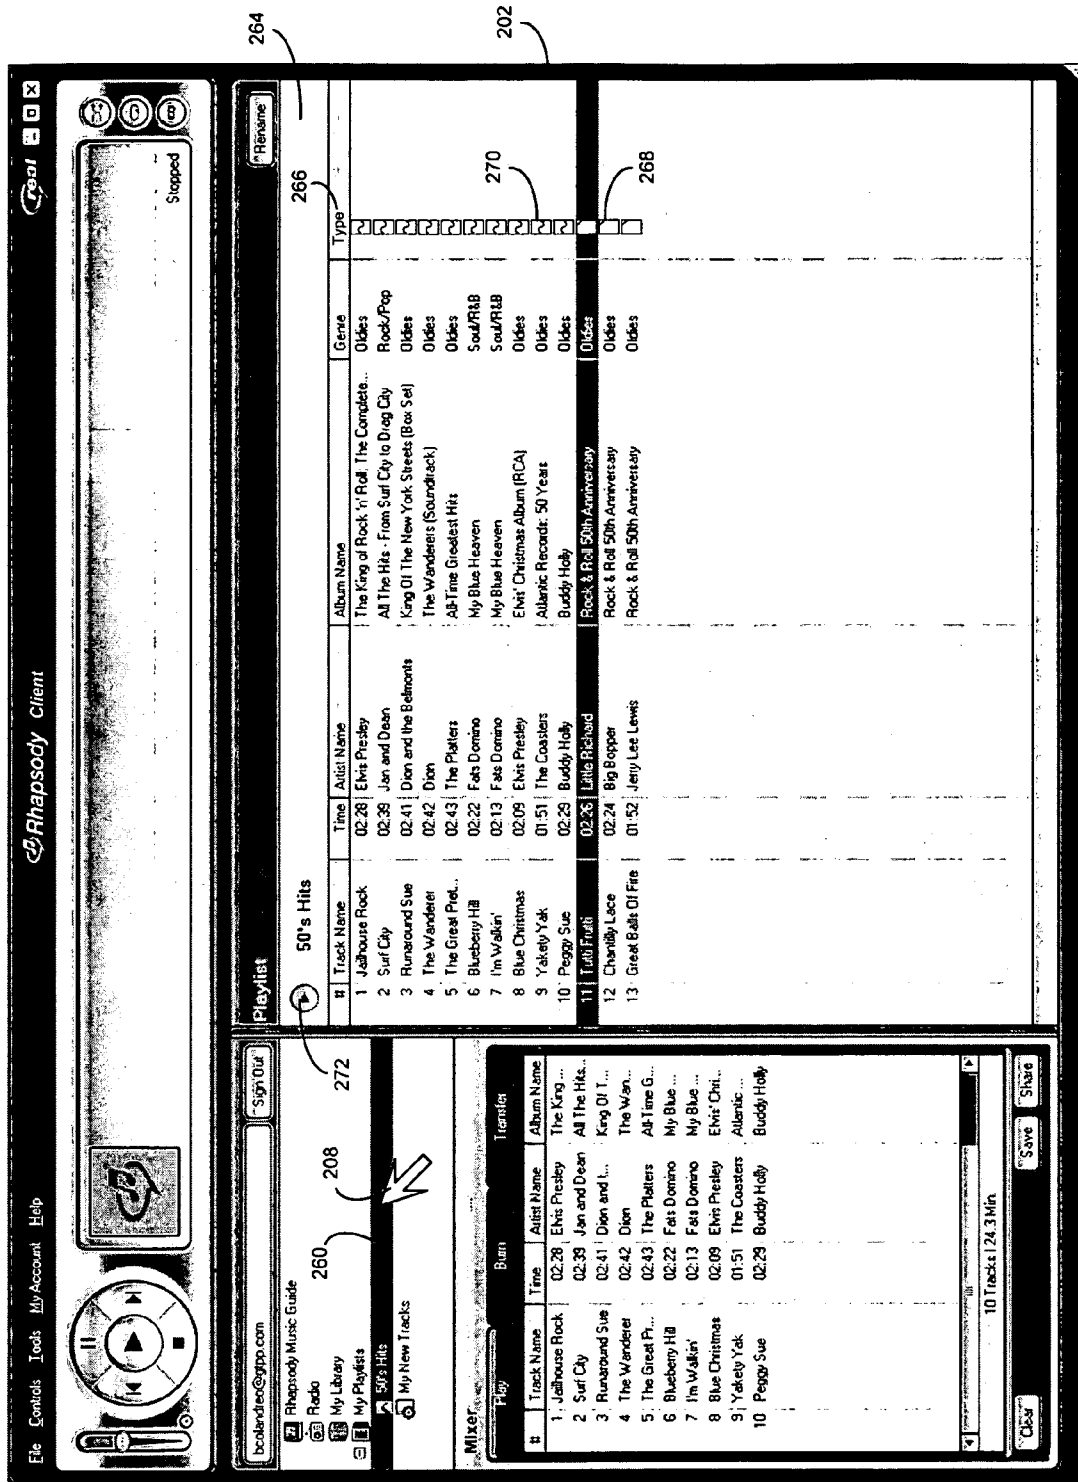 File Controls Tools My Account Help
Rhapsody Client
real
Stopped
bcolandreo@gtpp.com
Sign Out
Rhapsody Music Guide
Radio
My Library
My Playlists
50's Hits
My New Tracks
260
208
272
Mixer
Play Burn Transfer
# Track Name Time Artist Name Album Name
1 Jailhouse Rock 02:28 Elvis Presley The King ...
2 Surf City 02:39 Jan and Dean All The Hits...
3 Runaround Sue 02:41 Dion and t... King Of T...
4 The Wanderer 02:42 Dion The Wan...
5 The Great Pr... 02:43 The Platters All-Time G...
6 Blueberry Hill 02:22 Fats Domino My Blue ...
7 I'm Walkin' 02:13 Fats Domino My Blue ...
8 Blue Christmas 02:09 Elvis Presley Elvis' Chri...
9 Yakety Yak 01:51 The Coasters Atlantic ...
10 Peggy Sue 02:29 Buddy Holly Buddy Holly
10 Tracks | 24.3 Min
Clear Save Share
Playlist
Rename
50's Hits
# Track Name Time Artist Name Album Name Genre Type
1 Jailhouse Rock 02:28 Elvis Presley The King of Rock 'n' Roll: The Complete... Oldies
2 Surf City 02:39 Jan and Dean All The Hits - From Surf City to Drag City Rock/Pop
3 Runaround Sue 02:41 Dion and the Belmonts King Of The New York Streets (Box Set) Oldies
4 The Wanderer 02:42 Dion The Wanderers (Soundtrack) Oldies
5 The Great Pret... 02:43 The Platters All-Time Greatest Hits Oldies
6 Blueberry Hill 02:22 Fats Domino My Blue Heaven Soul/R&B
7 I'm Walkin' 02:13 Fats Domino My Blue Heaven Soul/R&B
8 Blue Christmas 02:09 Elvis Presley Elvis' Christmas Album (RCA) Oldies
9 Yakety Yak 01:51 The Coasters Atlantic Records: 50 Years Oldies
10 Peggy Sue 02:29 Buddy Holly Buddy Holly Oldies
11 Tutti Frutti 02:26 Little Richard Rock & Roll 50th Anniversary Oldies
12 Chantilly Lace 02:24 Big Bopper Rock & Roll 50th Anniversary Oldies
13 Great Balls Of Fire 01:52 Jerry Lee Lewis Rock & Roll 50th Anniversary Oldies
264
266
270
268
202